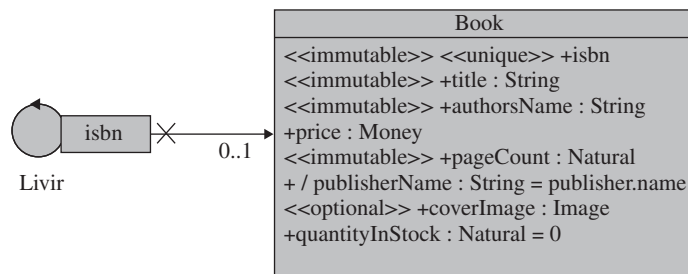 Book
<<immutable>> <<unique>> +isbn
<<immutable>> +title : String
<<immutable>> +authorsName : String
+price : Money
<<immutable>> +pageCount : Natural
+ / publisherName : String = publisher.name
<<optional>> +coverImage : Image
+quantityInStock : Natural = 0
isbn
0..1
Livir